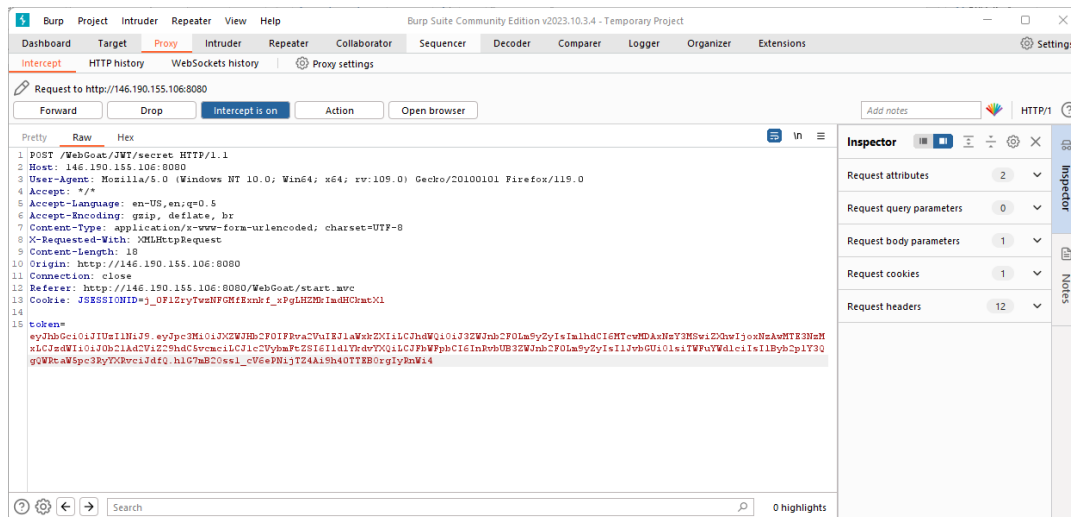 Burp Project Intruder Repeater View Help Burp Suite Community Edition v2023.10.3.4 - Temporary Project
Dashboard Target Proxy Intruder Repeater Collaborator Sequencer Decoder Comparer Logger Organizer Extensions Settings
Intercept HTTP history WebSockets history Proxy settings
Request to http://146.190.155.106:8080
Forward Drop Intercept is on Action Open browser Add notes HTTP/1
Pretty Raw Hex \n
Inspector
1 POST /WebGoat/JWT/secret HTTP/1.1
2 Host: 146.190.155.106:8080
3 User-Agent: Mozilla/5.0 (Windows NT 10.0; Win64; x64; rv:109.0) Gecko/20100101 Firefox/119.0
4 Accept: */*
5 Accept-Language: en-US,en;q=0.5
6 Accept-Encoding: gzip, deflate, br
7 Content-Type: application/x-www-form-urlencoded; charset=UTF-8
8 X-Requested-With: XMLHttpRequest
9 Content-Length: 18
10 Origin: http://146.190.155.106:8080
11 Connection: close
12 Referer: http://146.190.155.106:8080/WebGoat/start.mvc
13 Cookie: JSESSIONID=
14
15 token=
Request attributes 2
Request query parameters 0
Request body parameters 1
Request cookies 1
Request headers 12
Inspector
Notes
Search 0 highlights